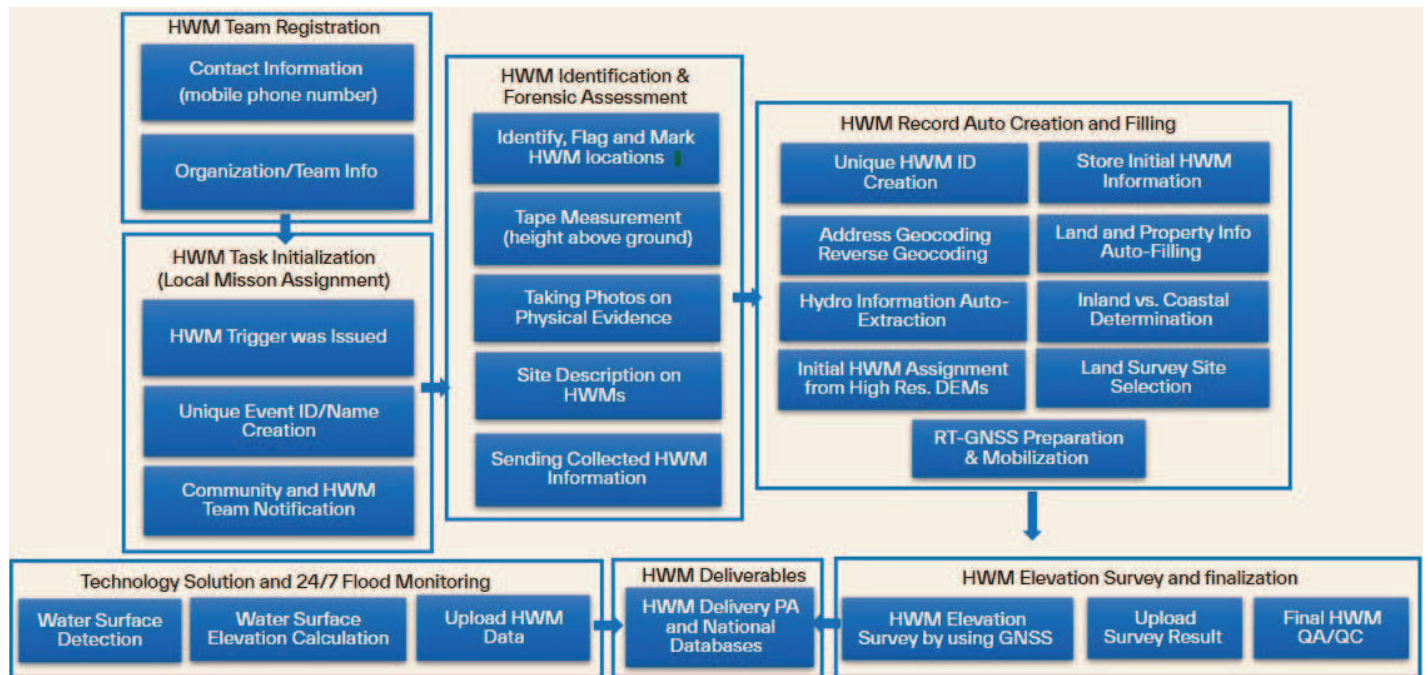 HWM Team Registration
Contact Information
(mobile phone number)
Organization/Team Info
HWM Task Initialization
(Local Misson Assignment)
HWM Trigger was Issued
Unique Event ID/Name
Creation
Community and HWM
Team Notification
HWM Identification &
Forensic Assessment
Identify, Flag and Mark
HWM locations
Tape Measurement
(height above ground)
Taking Photos on
Physical Evidence
Site Description on
HWMs
Sending Collected HWM
Information
HWM Record Auto Creation and Filling
Unique HWM ID
Creation
Store Initial HWM
Information
Address Geocoding
Reverse Geocoding
Land and Property Info
Auto-Filling
Hydro Information Auto-
Extraction
Inland vs. Coastal
Determination
Initial HWM Assignment
from High Res. DEMs
Land Survey Site
Selection
RT-GNSS Preparation
& Mobilization
Technology Solution and 24/7 Flood Monitoring
Water Surface
Detection
Water Surface
Elevation Calculation
Upload HWM
Data
HWM Deliverables
HWM Delivery PA
and National
Databases
HWM Elevation Survey and finalization
HWM Elevation
Survey by using GNSS
Upload
Survey Result
Final HWM
QA/QC